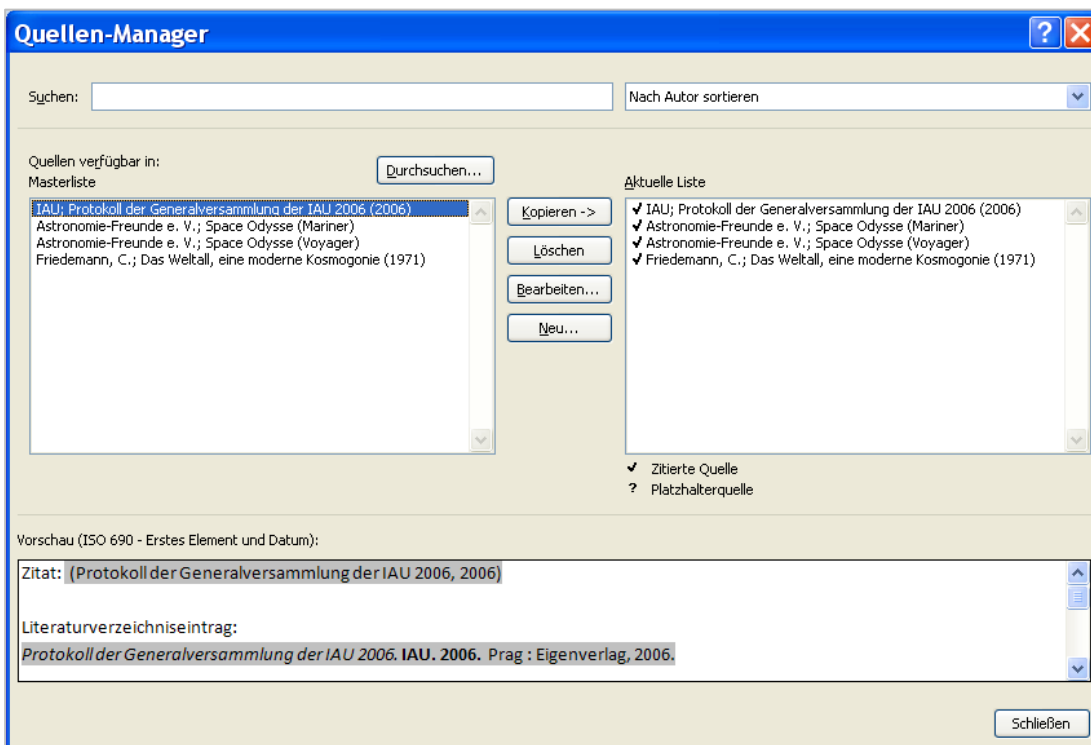 Quellen-Manager
Suchen:
Nach Autor sortieren
Quellen verfügbar in:
Masterliste
Durchsuchen...
Aktuelle Liste
IAU; Protokoll der Generalversammlung der IAU 2006 (2006)
Astronomie-Freunde e. V.; Space Odysse (Mariner)
Astronomie-Freunde e. V.; Space Odysse (Voyager)
Friedemann, C.; Das Weltall, eine moderne Kosmogonie (1971)
Kopieren ->
Löschen
Bearbeiten...
Neu...
✓ IAU; Protokoll der Generalversammlung der IAU 2006 (2006)
✓ Astronomie-Freunde e. V.; Space Odysse (Mariner)
✓ Astronomie-Freunde e. V.; Space Odysse (Voyager)
✓ Friedemann, C.; Das Weltall, eine moderne Kosmogonie (1971)
✓ Zitierte Quelle
? Platzhalterquelle
Vorschau (ISO 690 - Erstes Element und Datum):
Zitat: (Protokoll der Generalversammlung der IAU 2006, 2006)
Literaturverzeichniseintrag:
Protokoll der Generalversammlung der IAU 2006. IAU. 2006. Prag : Eigenverlag, 2006.
Schließen